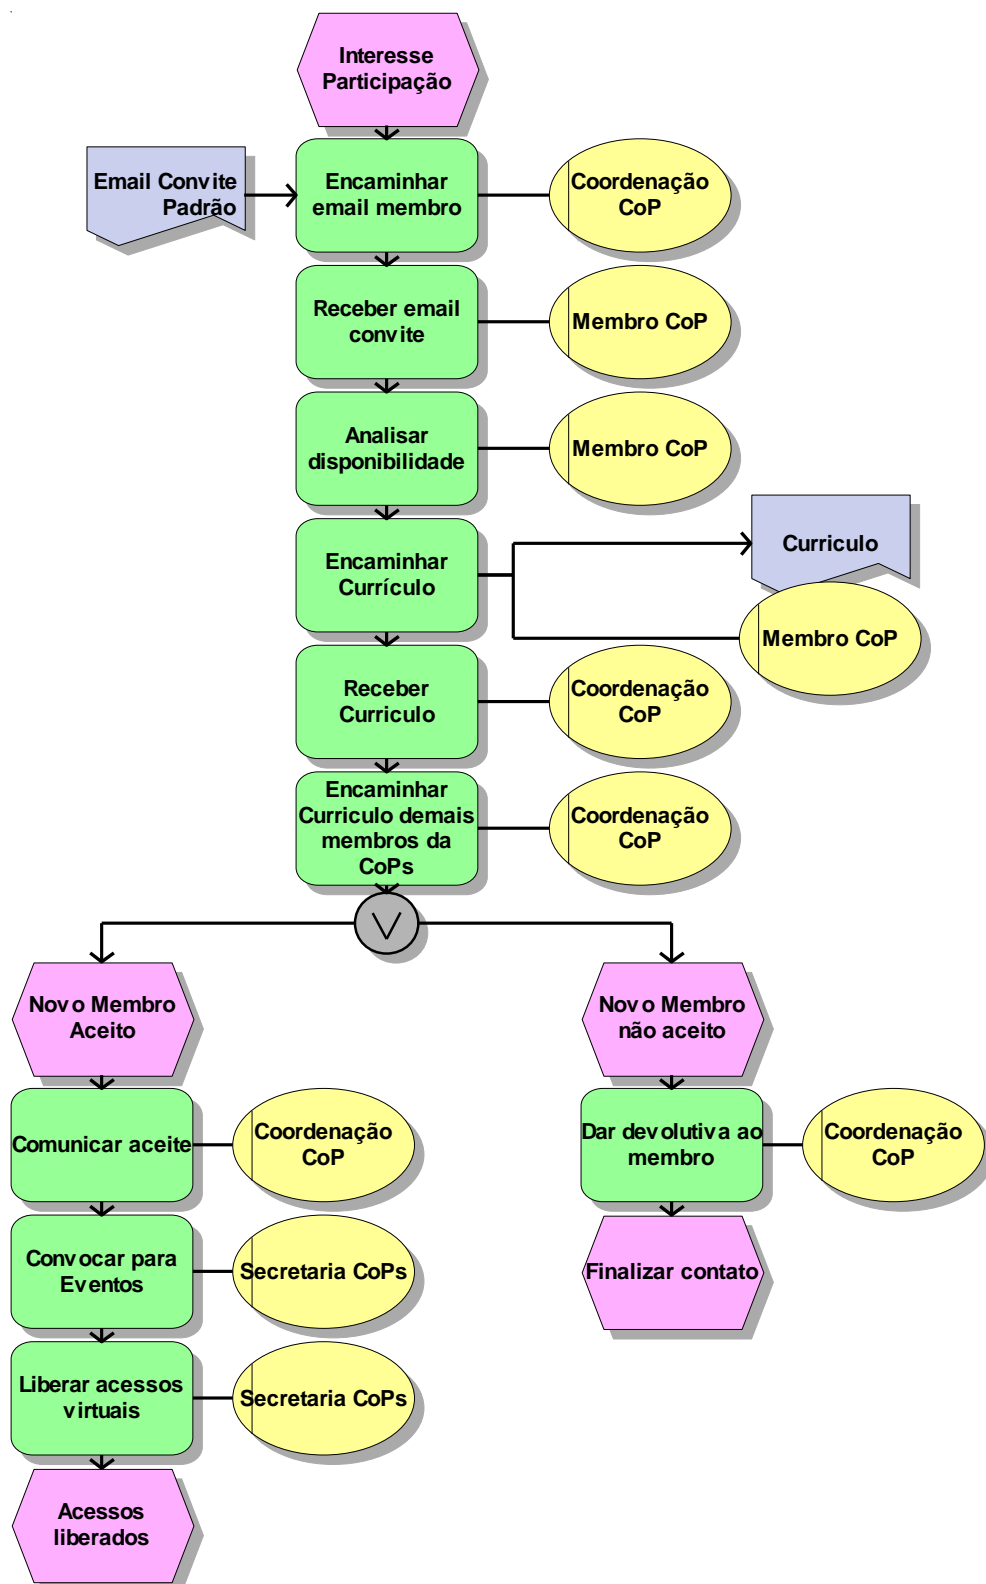 Interesse
Participação
Email Convite
Padrão
Encaminhar
email membro
Coordenação
CoP
Receber email
convite
Membro CoP
Analisar
disponibilidade
Membro CoP
Encaminhar
Currículo
Curriculo
Membro CoP
Receber
Curriculo
Coordenação
CoP
Encaminhar
Curriculo demais
membros da
CoPs
Coordenação
CoP
Novo Membro
Aceito
Novo Membro
não aceito
Comunicar aceite
Coordenação
CoP
Dar devolutiva ao
membro
Coordenação
CoP
Convocar para
Eventos
Secretaria CoPs
Finalizar contato
Liberar acessos
virtuais
Secretaria CoPs
Acessos
liberados